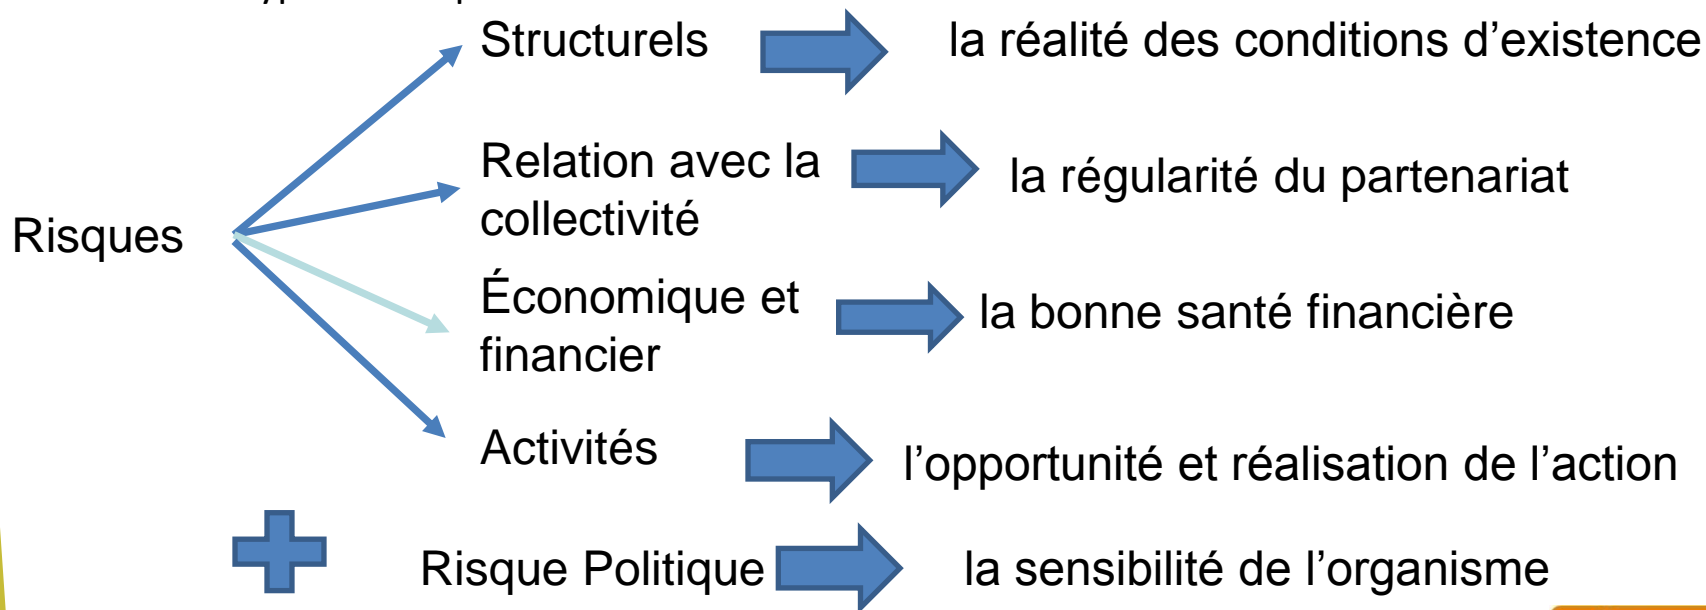 Structurels la réalité des conditions d’existence
Relation avec la
collectivité
la régularité du partenariat
Risques
Économique et
financier
la bonne santé financière
Activités
l’opportunité et réalisation de l’action
Risque Politique la sensibilité de l’organisme